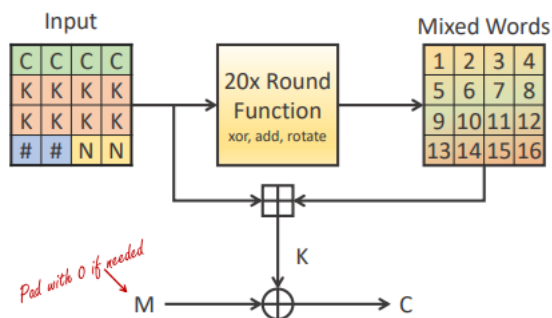 Input
Mixed Words
C C C C
K K K K
K K K K
# # N N
20x Round
Function
xor, add, rotate
1 2 3 4
5 6 7 8
9 10 11 12
13 14 15 16
K
Pad with 0 if needed
M
C